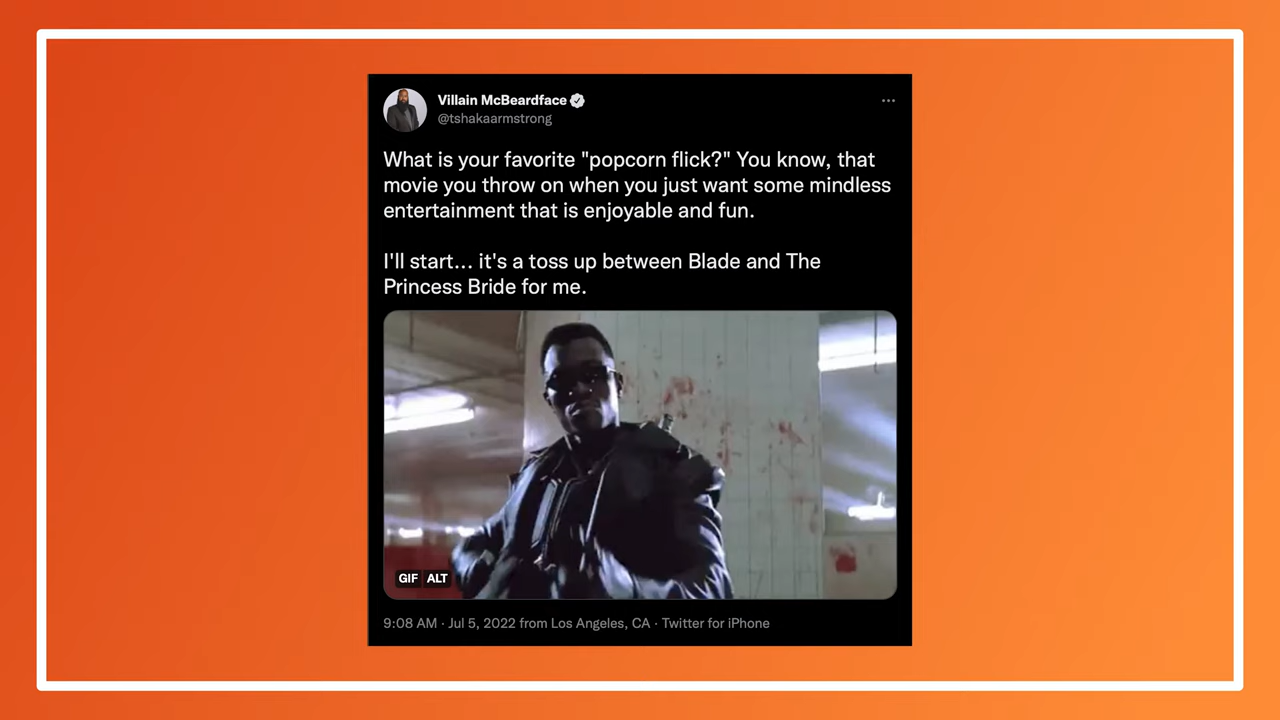 Villain McBeardface
@tshakaarmstrong
What is your favorite "popcorn flick?" You know, that
movie you throw on when you just want some mindless
entertainment that is enjoyable and fun.
I'll start... it's a toss up between Blade and The
Princess Bride for me.
GIF ALT
9:08 AM · Jul 5, 2022 from Los Angeles, CA · Twitter for iPhone